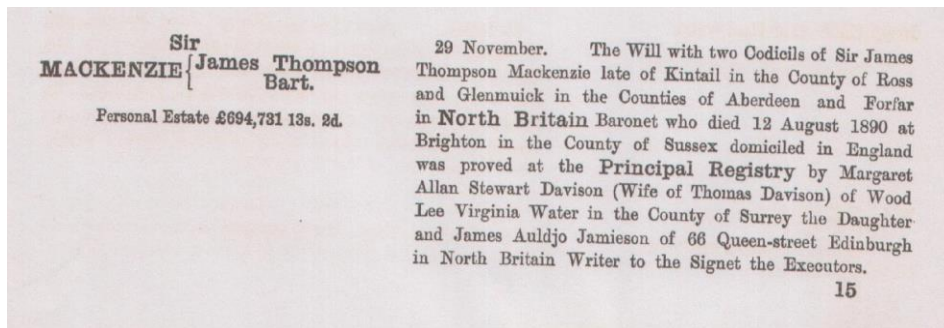 Sir
MACKENZIE { James Thompson
Bart.
Personal Estate £694,731 13s. 2d.
29 November. The Will with two Codicils of Sir James
Thompson Mackenzie late of Kintail in the County of Ross
and Glenmuick in the Counties of Aberdeen and Forfar
in North Britain Baronet who died 12 August 1890 at
Brighton in the County of Sussex domiciled in England
was proved at the Principal Registry by Margaret
Allan Stewart Davison (Wife of Thomas Davison) of Wood
Lee Virginia Water in the County of Surrey the Daughter
and James Auldjo Jamieson of 66 Queen-street Edinburgh
in North Britain Writer to the Signet the Executors.
15